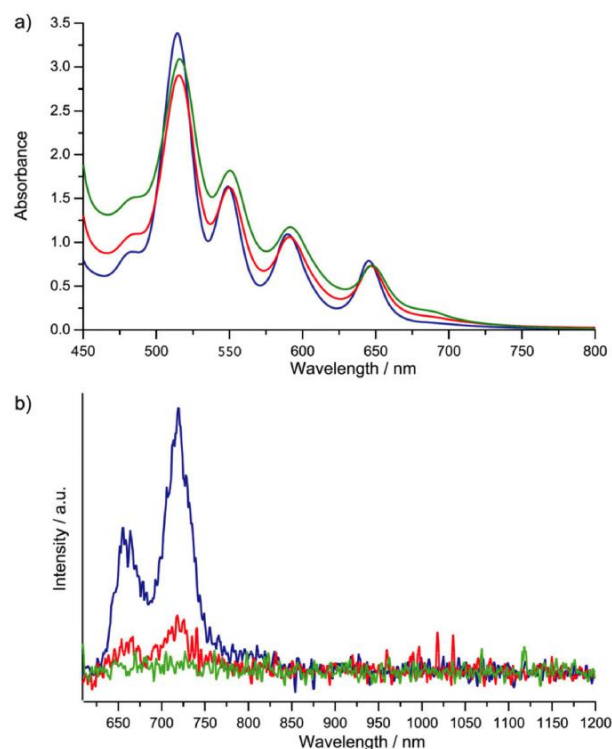 a)
3.5
3.0
2.5
2.0
1.5
1.0
0.5
0.0
Absorbance
450 500 550 600 650 700 750 800
Wavelength / nm
b)
Intensity / a.u.
650 700 750 800 850 900 950 1000 1050 1100 1150 1200
Wavelength / nm